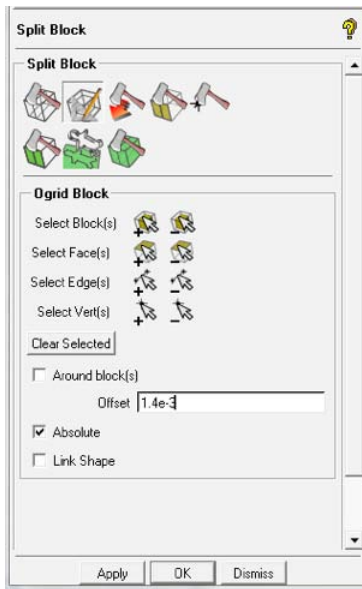 Split Block
Split Block
Ogrid Block
Select Block(s)
Select Face(s)
Select Edge(s)
Select Vert(s)
Clear Selected
Around block(s)
Offset 1.4e-3
Absolute
Link Shape
Apply OK Dismiss